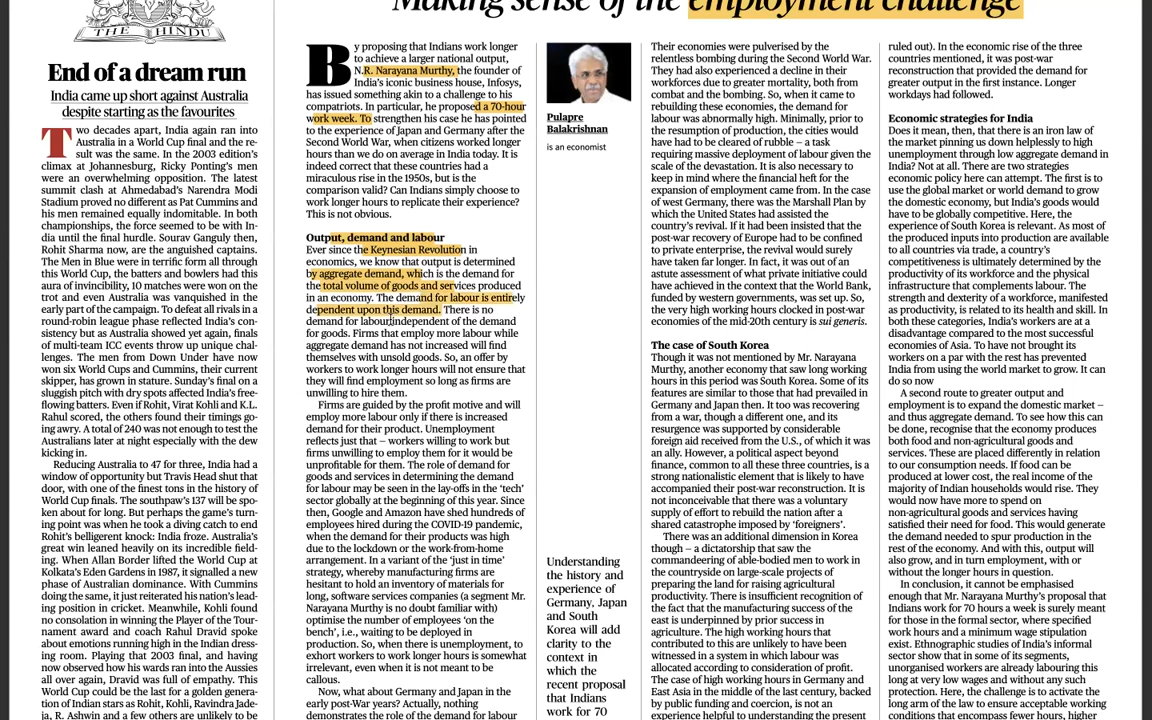 Making sense of the employment challenge
THE HINDU
End of a dream run
India came up short against Australia
despite starting as the favourites
Two decades apart, India again ran into
Australia in a World Cup final and the re-
sult was the same. In the 2003 edition's
climax at Johannesburg, Ricky Ponting's men
were an overwhelming opposition. The latest
summit clash at Ahmedabad's Narendra Modi
Stadium proved no different as Pat Cummins and
his men remained equally indomitable. In both
championships, the force seemed to be with In-
dia until the final hurdle. Sourav Ganguly then,
Rohit Sharma now, are the anguished captains.
The Men in Blue were in terrific form all through
this World Cup, the batters and bowlers had this
aura of invincibility, 10 matches were won on the
trot and even Australia was vanquished in the
early part of the campaign. To defeat all rivals in a
round-robin league phase reflected India's con-
sistency but as Australia showed yet again, finals
of multi-team ICC events throw up unique chal-
lenges. The men from Down Under have now
won six World Cups and Cummins, their current
skipper, has grown in stature. Sunday's final on a
sluggish pitch with dry spots affected India's free-
flowing batters. Even if Rohit, Virat Kohli and K.L.
Rahul scored, the others found their timings go-
ing awry. A total of 240 was not enough to test the
Australians later at night especially with the dew
kicking in.
Reducing Australia to 47 for three, India had a
window of opportunity but Travis Head shut that
door, with one of the finest tons in the history of
World Cup finals. The southpaw's 137 will be spo-
ken about for long. But perhaps the game's turn-
ing point was when he took a diving catch to end
Rohit's belligerent knock: India froze. Australia's
great win leaned heavily on its incredible field-
ing. When Allan Border lifted the World Cup at
Kolkata's Eden Gardens in 1987, it signalled a new
phase of Australian dominance. With Cummins
doing the same, it just reiterated his nation's lead-
ing position in cricket. Meanwhile, Kohli found
no consolation in winning the Player of the Tour-
nament award and coach Rahul Dravid spoke
about emotions running high in the Indian dress-
ing room. Playing that 2003 final, and having
now observed how his wards ran into the Aussies
all over again, Dravid was full of empathy. This
World Cup could be the last for a golden genera-
tion of Indian stars as Rohit, Kohli, Ravindra Jade-
ja, R. Ashwin and a few others are unlikely to be
By proposing that Indians work longer
to achieve a larger national output,
N.R. Narayana Murthy, the founder of
India's iconic business house, Infosys,
has issued something akin to a challenge to his
compatriots. In particular, he proposed a 70-hour
work week. To strengthen his case he has pointed
to the experience of Japan and Germany after the
Second World War, when citizens worked longer
hours than we do on average in India today. It is
indeed correct that these countries had a
miraculous rise in the 1950s, but is the
comparison valid? Can Indians simply choose to
work longer hours to replicate their experience?
This is not obvious.
Output, demand and labour
Ever since the Keynesian Revolution in
economics, we know that output is determined
by aggregate demand, which is the demand for
the total volume of goods and services produced
in an economy. The demand for labour is entirely
dependent upon this demand. There is no
demand for labour independent of the demand
for goods. Firms that employ more labour while
aggregate demand has not increased will find
themselves with unsold goods. So, an offer by
workers to work longer hours will not ensure that
they will find employment so long as firms are
unwilling to hire them.
Firms are guided by the profit motive and will
employ more labour only if there is increased
demand for their product. Unemployment
reflects just that – workers willing to work but
firms unwilling to employ them for it would be
unprofitable for them. The role of demand for
goods and services in determining the demand
for labour may be seen in the lay-offs in the 'tech'
sector globally at the beginning of this year. Since
then, Google and Amazon have shed hundreds of
employees hired during the COVID-19 pandemic,
when the demand for their products was high
due to the lockdown or the work-from-home
arrangement. In a variant of the 'just in time'
strategy, whereby manufacturing firms are
hesitant to hold an inventory of materials for
long, software services companies (a segment Mr.
Narayana Murthy is no doubt familiar with)
optimise the number of employees 'on the
bench', i.e., waiting to be deployed in
production. So, when there is unemployment, to
exhort workers to work longer hours is somewhat
irrelevant, even when it is not meant to be
callous.
Now, what about Germany and Japan in the
early post-War years? Actually, nothing
demonstrates the role of the demand for labour
Pulapre
Balakrishnan
is an economist
Understanding
the history and
experience of
Germany, Japan
and South
Korea will add
clarity to the
context in
which the
recent proposal
that Indians
work for 70
Their economies were pulverised by the
relentless bombing during the Second World War.
They had also experienced a decline in their
workforces due to greater mortality, both from
combat and the bombing. So, when it came to
rebuilding these economies, the demand for
labour was abnormally high. Minimally, prior to
the resumption of production, the cities would
have had to be cleared of rubble – a task
requiring massive deployment of labour given the
scale of the devastation. It is also necessary to
keep in mind where the financial heft for the
expansion of employment came from. In the case
of west Germany, there was the Marshall Plan by
which the United States had assisted the
country's revival. If it had been insisted that the
post-war recovery of Europe had to be confined
to private enterprise, the revival would surely
have taken far longer. In fact, it was out of an
astute assessment of what private initiative could
have achieved in the context that the World Bank,
funded by western governments, was set up. So,
the very high working hours clocked in post-war
economies of the mid-20th century is sui generis.
The case of South Korea
Though it was not mentioned by Mr. Narayana
Murthy, another economy that saw long working
hours in this period was South Korea. Some of its
features are similar to those that had prevailed in
Germany and Japan then. It too was recovering
from a war, though a different one, and its
resurgence was supported by considerable
foreign aid received from the U.S., of which it was
an ally. However, a political aspect beyond
finance, common to all these three countries, is a
strong nationalistic element that is likely to have
accompanied their post-war reconstruction. It is
not inconceivable that there was a voluntary
supply of effort to rebuild the nation after a
shared catastrophe imposed by 'foreigners'.
There was an additional dimension in Korea
though – a dictatorship that saw the
commandeering of able-bodied men to work in
the countryside on large-scale projects of
preparing the land for raising agricultural
productivity. There is insufficient recognition of
the fact that the manufacturing success of the
east is underpinned by prior success in
agriculture. The high working hours that
contributed to this are unlikely to have been
witnessed in a system in which labour was
allocated according to consideration of profit.
The case of high working hours in Germany and
East Asia in the middle of the last century, backed
by public funding and coercion, is not an
experience helpful to understanding the present
ruled out). In the economic rise of the three
countries mentioned, it was post-war
reconstruction that provided the demand for
greater output in the first instance. Longer
workdays had followed.
Economic strategies for India
Does it mean, then, that there is an iron law of
the market pinning us down helplessly to high
unemployment through low aggregate demand in
India? Not at all. There are two strategies
economic policy here can attempt. The first is to
use the global market or world demand to grow
the domestic economy, but India's goods would
have to be globally competitive. Here, the
experience of South Korea is relevant. As most of
the produced inputs into production are available
to all countries via trade, a country's
competitiveness is ultimately determined by the
productivity of its workforce and the physical
infrastructure that complements labour. The
strength and dexterity of a workforce, manifested
as productivity, is related to its health and skill. In
both these categories, India's workers are at a
disadvantage compared to the most successful
economies of Asia. To have not brought its
workers on a par with the rest has prevented
India from using the world market to grow. It can
do so now
A second route to greater output and
employment is to expand the domestic market –
and thus aggregate demand. To see how this can
be done, recognise that the economy produces
both food and non-agricultural goods and
services. These are placed differently in relation
to our consumption needs. If food can be
produced at lower cost, the real income of the
majority of Indian households would rise. They
would now have more to spend on
non-agricultural goods and services having
satisfied their need for food. This would generate
the demand needed to spur production in the
rest of the economy. And with this, output will
also grow, and in turn employment, with or
without the longer hours in question.
In conclusion, it cannot be emphasised
enough that Mr. Narayana Murthy's proposal that
Indians work for 70 hours a week is surely meant
for those in the formal sector, where specified
work hours and a minimum wage stipulation
exist. Ethnographic studies of India's informal
sector show that in some of its segments,
unorganised workers are already labouring this
long at very low wages and without any such
protection. Here, the challenge is to activate the
long arm of the law to ensure acceptable working
conditions that encompass fewer hours, higher